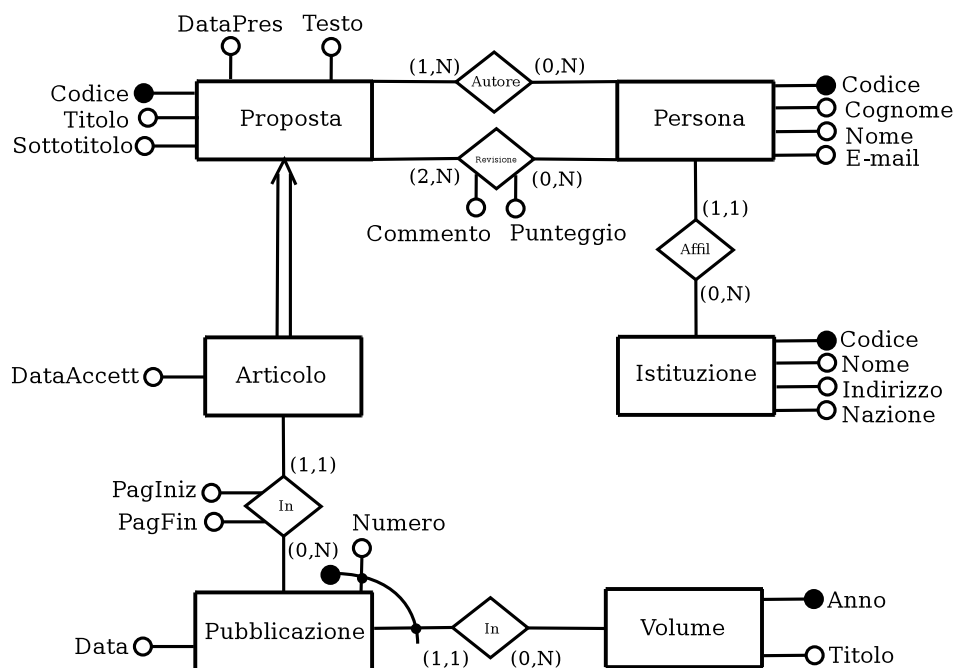 DataPres Testo
(1,N) Autore (0,N)
Codice Codice
Titolo Proposta Persona Cognome
Sottotitolo Nome
Revisione E-mail
(2,N) (0,N)
Commento Punteggio (1,1)
Affil
(0,N)
Codice
DataAccett Articolo Istituzione Nome
Indirizzo
Nazione
(1,1)
PagIniz
In
PagFin Numero
(0,N)
Anno
Pubblicazione In Volume
Data (1,1) (0,N) Titolo